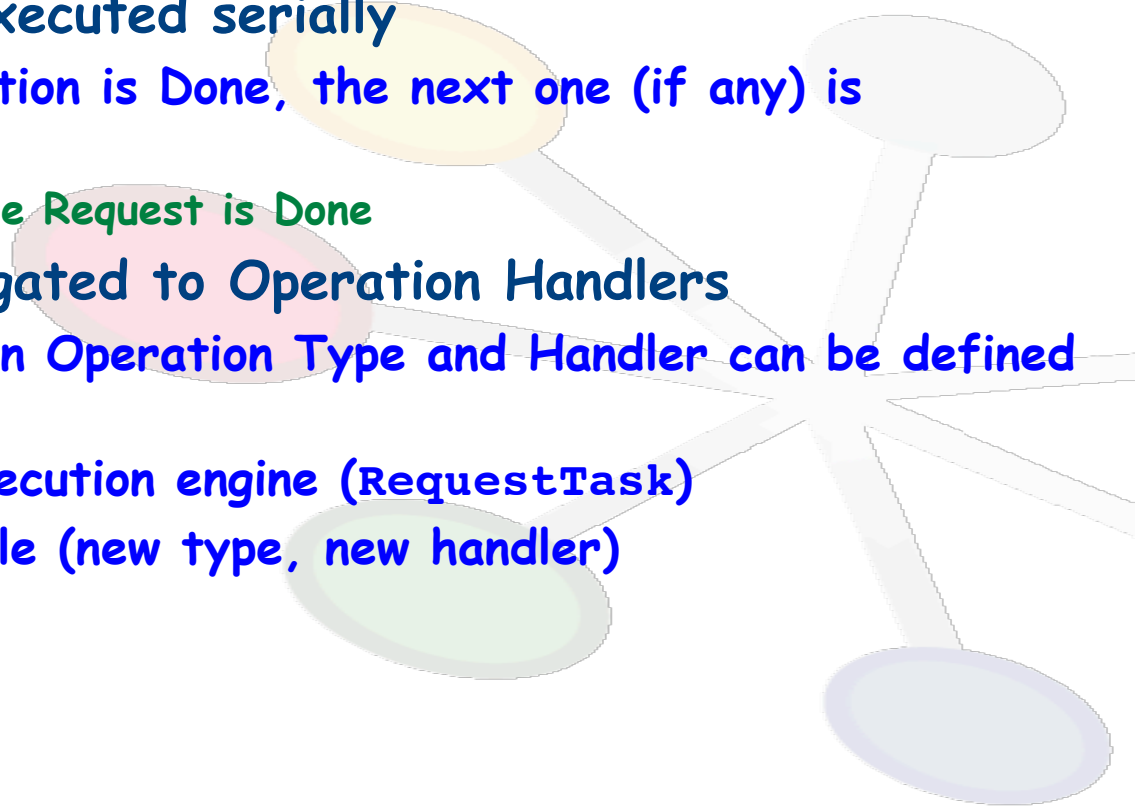 xecuted serially
tion is Done, the next one (if any) is
e Request is Done
gated to Operation Handlers
n Operation Type and Handler can be defined
ecution engine (RequestTask)
le (new type, new handler)